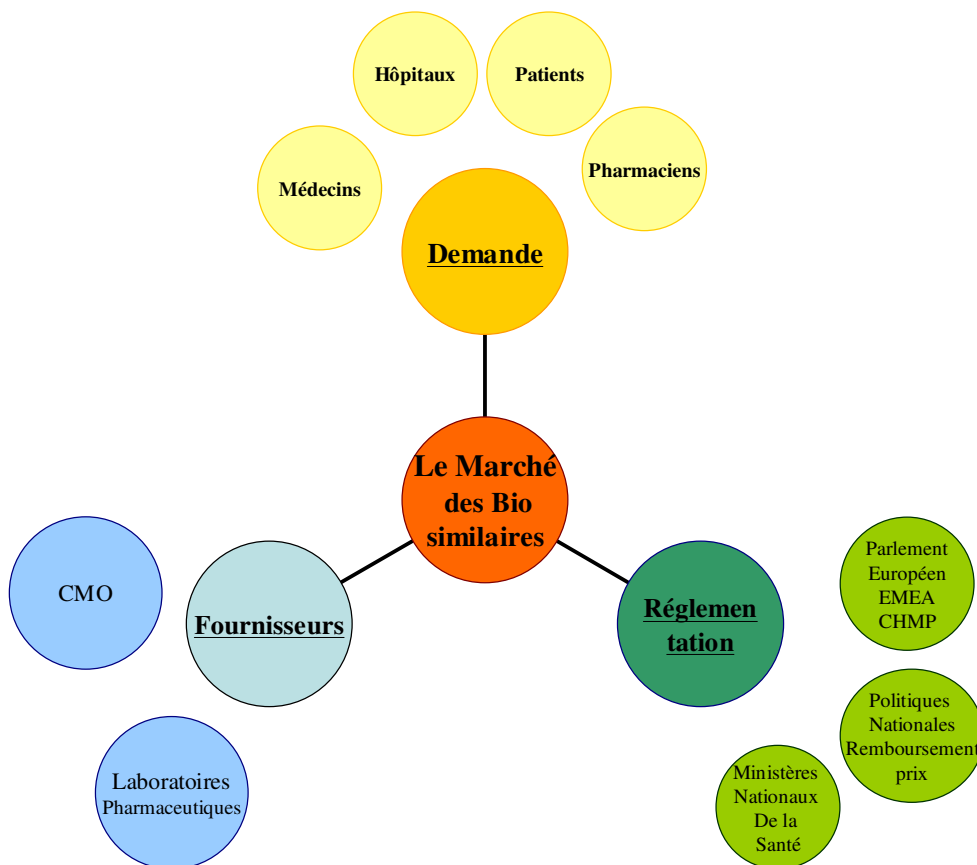 Hôpitaux
Patients
Médecins
Pharmaciens
Demande
Le Marché
des Bio
similaires
CMO
Fournisseurs
Laboratoires
Pharmaceutiques
Réglemen
tation
Parlement
Européen
EMEA
CHMP
Politiques
Nationales
Remboursement
prix
Ministères
Nationaux
De la
Santé